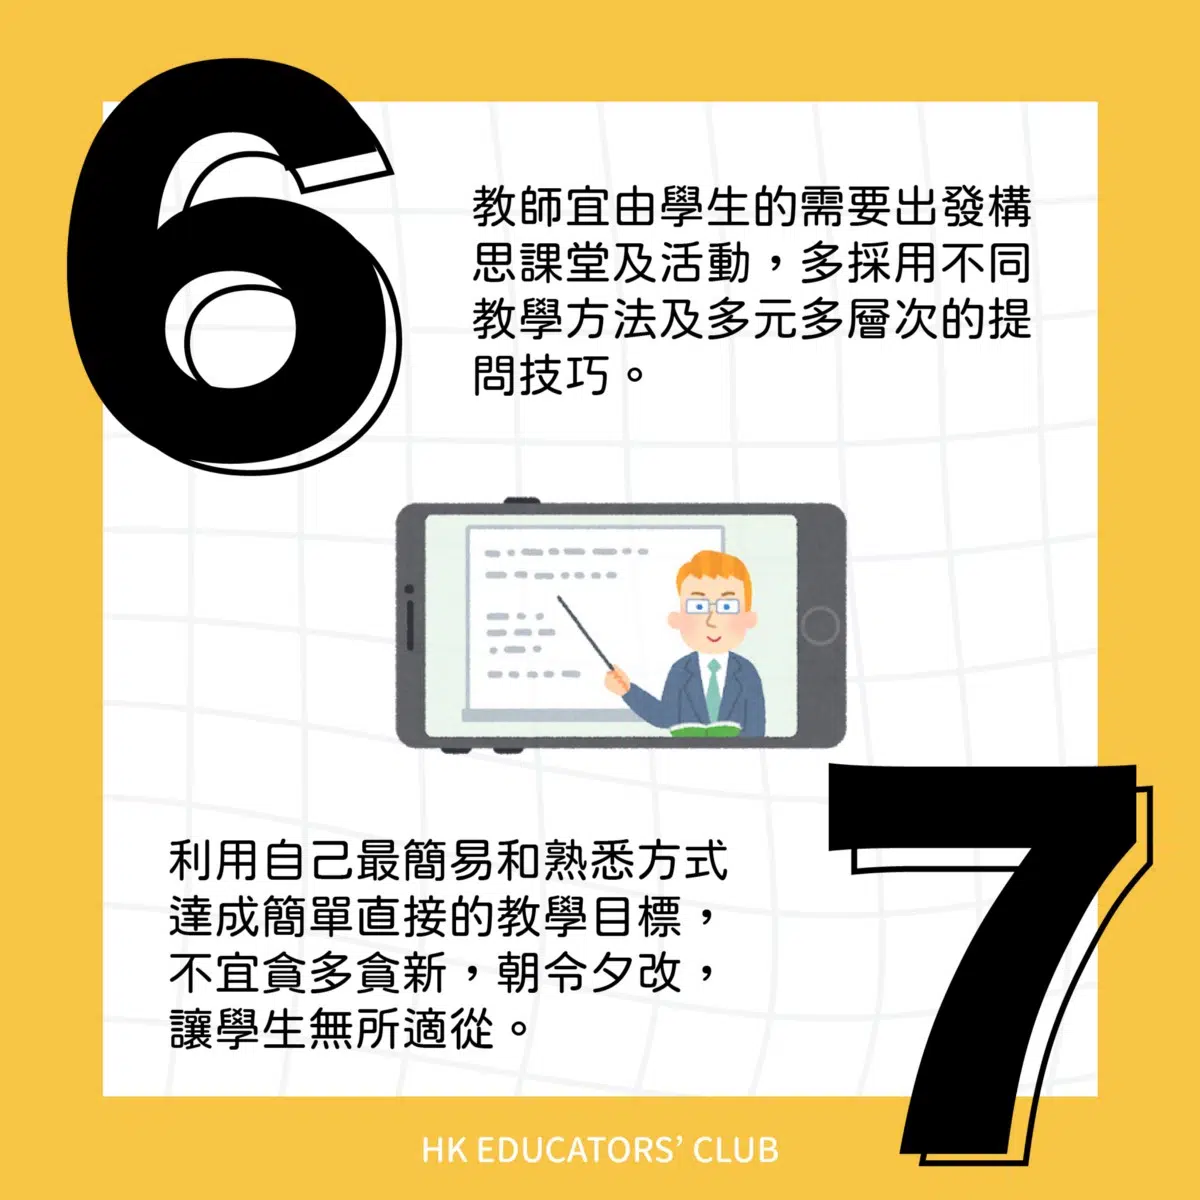 6
教師宜由學生的需要出發構
思課堂及活動，多採用不同
教學方法及多元多層次的提
問技巧。
7
利用自己最簡易和熟悉方式
達成簡單直接的教學目標，
不宜貪多貪新，朝令夕改，
讓學生無所適從。
HK EDUCATORS’ CLUB